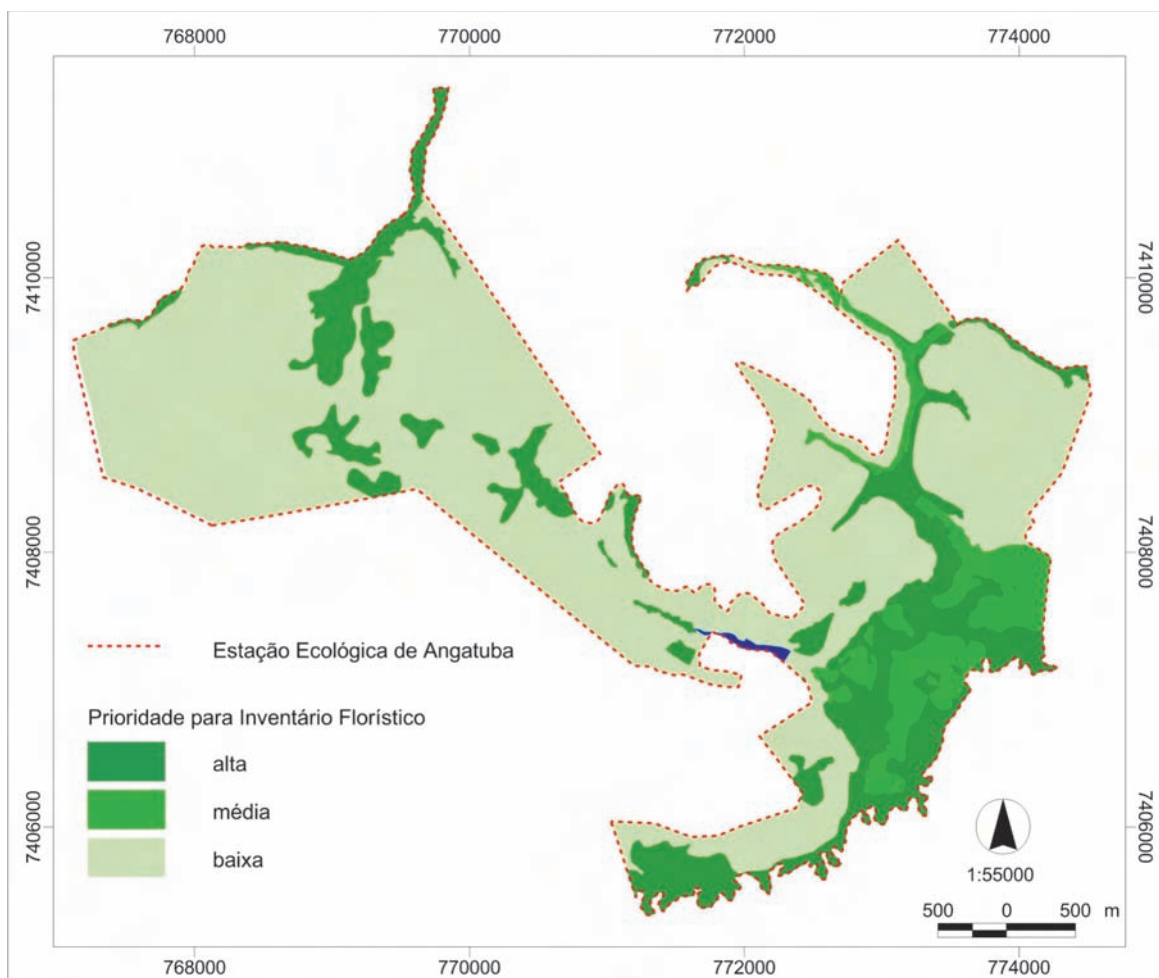 768000 770000 772000 774000
7410000 7410000
7408000 7408000
Estação Ecológica de Angatuba
Prioridade para Inventário Florístico
alta
média
baixa
7406000 7406000
1:55000
500 0 500 m
768000 770000 772000 774000